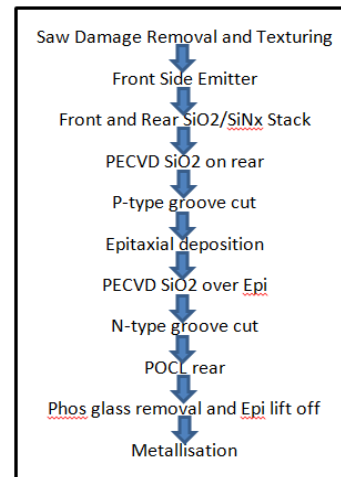 Saw Damage Removal and Texturing
Front Side Emitter
Front and Rear SiO2/SiNx Stack
PECVD SiO2 on rear
P-type groove cut
Epitaxial deposition
PECVD SiO2 over Epi
N-type groove cut
POCL rear
Phos glass removal and Epi lift off
Metallisation